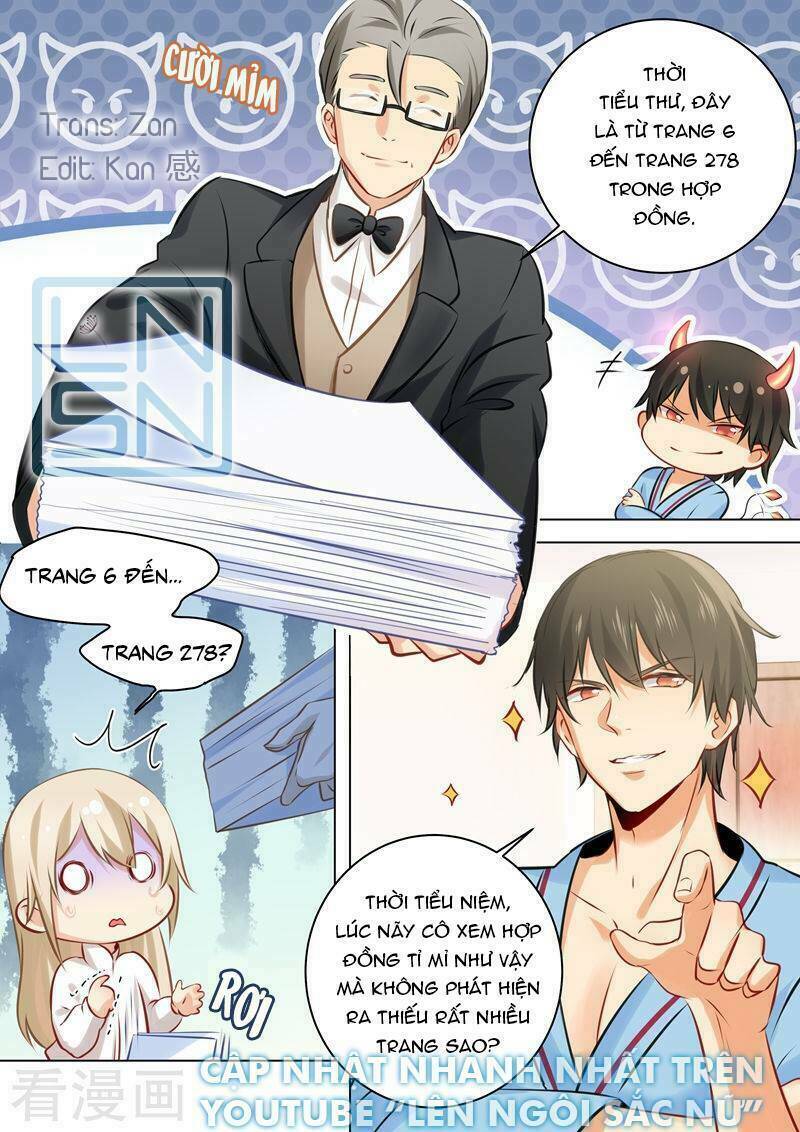 CƯỜI MỈM
THỜI
TIỂU THƯ, ĐÂY
LÀ TỪ TRANG 6
ĐẾN TRANG 278
TRONG HỢP
ĐỒNG.
Trans: Zan
Edit: Kan 感
LN
SN
TRANG 6 ĐẾN...
TRANG 278?
RƠI
THỜI TIỂU NIỆM,
LÚC NÃY CÔ XEM HỢP
ĐỒNG TỈ MỈ NHƯ VẬY
MÀ KHÔNG PHÁT HIỆN
RA THIẾU RẤT NHIỀU
TRANG SAO?
看漫画
CẬP NHẬT NHANH NHẤT TRÊN
YOUTUBE "LÊN NGÔI SẮC NỮ"